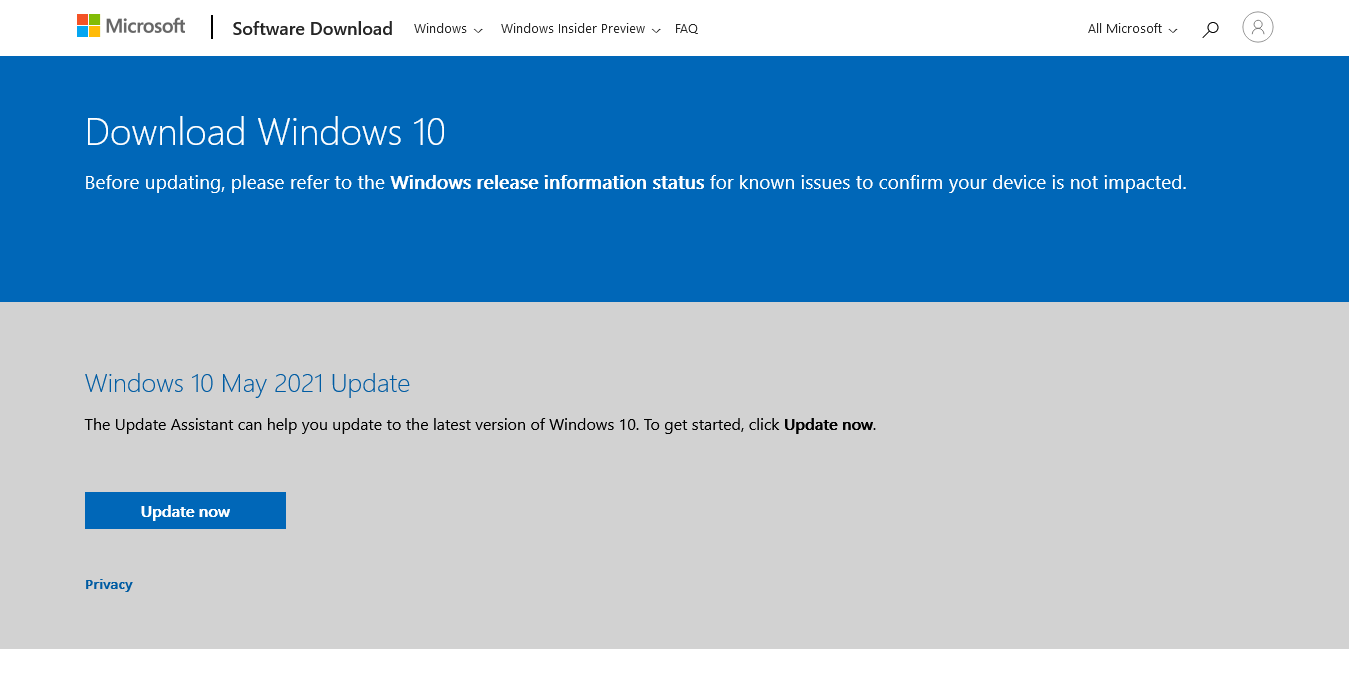 Microsoft Software Download Windows Windows Insider Preview FAQ All Microsoft
Download Windows 10
Before updating, please refer to the Windows release information status for known issues to confirm your device is not impacted.
Windows 10 May 2021 Update
The Update Assistant can help you update to the latest version of Windows 10. To get started, click Update now.
Update now
Privacy